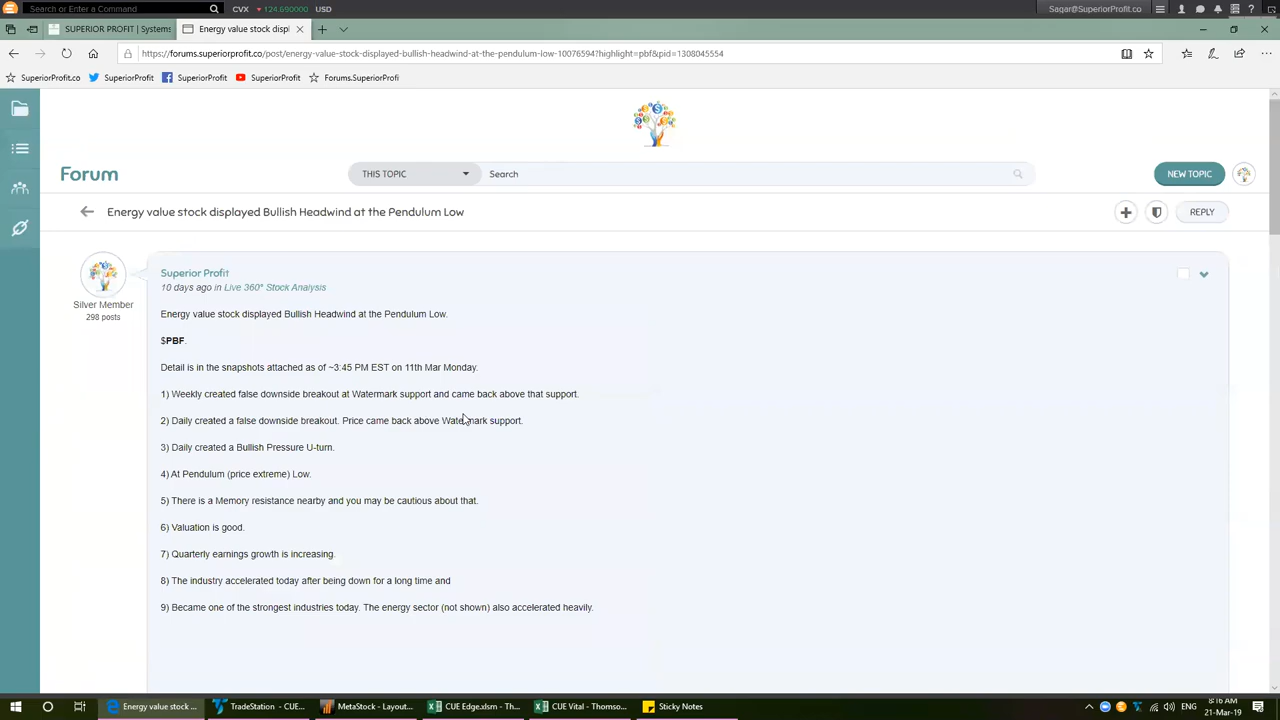 Search or Enter a Command
CVX
124.690000
USD
Sagar@SuperiorProfit.co
SUPERIOR PROFIT | Systems
Energy value stock displ
https://forums.superiorprofit.co/post/energy-value-stock-displayed-bullish-headwind-at-the-pendulum-low-10076594?highlight=pbf&pid=1308045554
SuperiorProfit.co
SuperiorProfit
SuperiorProfit
SuperiorProfit
Forums.SuperiorProfi
Forum
THIS TOPIC
Search
NEW TOPIC
Energy value stock displayed Bullish Headwind at the Pendulum Low
REPLY
Superior Profit
10 days ago in Live 360° Stock Analysis
Silver Member
298 posts
Energy value stock displayed Bullish Headwind at the Pendulum Low.
$PBF.
Detail is in the snapshots attached as of ~3:45 PM EST on 11th Mar Monday.
1) Weekly created false downside breakout at Watermark support and came back above that support.
2) Daily created a false downside breakout. Price came back above Watermark support.
3) Daily created a Bullish Pressure U-turn.
4) At Pendulum (price extreme) Low.
5) There is a Memory resistance nearby and you may be cautious about that.
6) Valuation is good.
7) Quarterly earnings growth is increasing.
8) The industry accelerated today after being down for a long time and
9) Became one of the strongest industries today. The energy sector (not shown) also accelerated heavily.
Energy value stock ...
TradeStation - CUE...
MetaStock - Layout...
CUE Edge.xlsm - T...
CUE Vital - Thomso...
Sticky Notes
ENG
8:16 AM
21-Mar-19